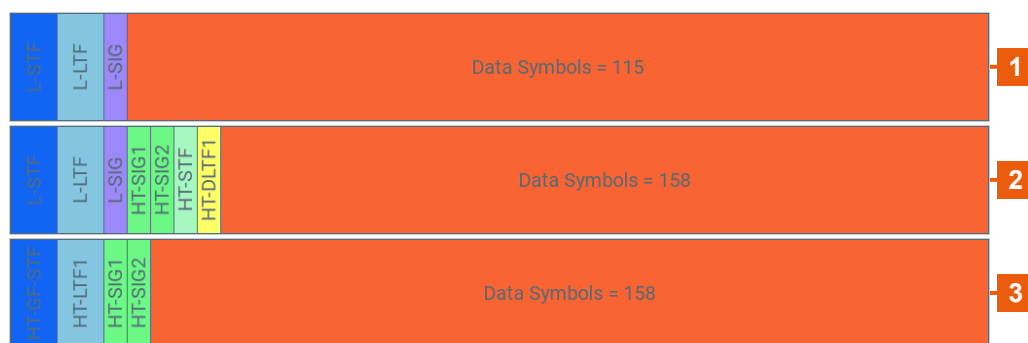 L-STF
L-LTF
L-SIG
Data Symbols = 115
1
L-STF
L-LTF
L-SIG
HT-SIG1
HT-SIG2
HT-STF
HT-DLTF1
Data Symbols = 158
2
HT-GF-STF
HT-LTF1
HT-SIG1
HT-SIG2
Data Symbols = 158
3